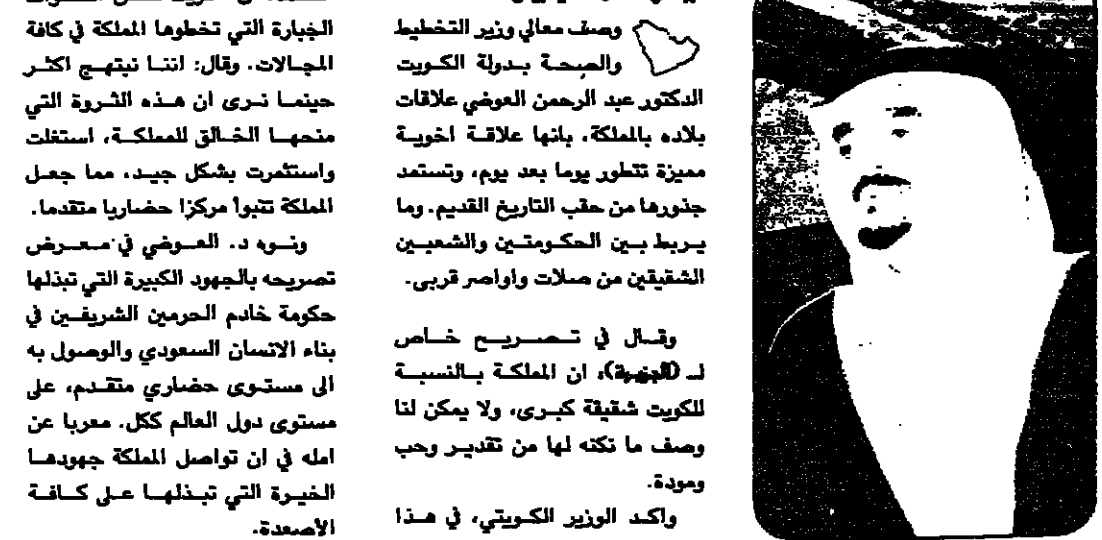 وصف معالي وزير التخطيط
والصحة بدولة الكويت
الدكتور عبد الرحمن العوضي علاقات
بلاده بالملكة، بانها علاقة اخوية
مميزة تتطور يوما بعد يوم، وتستمد
جذورها من حقب التاريخ القديم. وما
يربط بين الحكومتين والشعبين
الشقيقين من صلات واواصر قربى.
وقال في تصريح خاص
لـ (الجزيرة)، ان الملكة بالنسبة
للكويت شقيقة كبرى، ولا يمكن لنا
وصف ما نكنه لها من تقدير وحب
ومودة.
واكد الوزير الكويتي، في هذا
الجبارة التي تخطوها الملكة في كافة
المجالات. وقال: اننا نبتهج اكثر
حينما نرى ان هذه الثروة التي
منحها الخالق للمملكة، استغلت
واستثمرت بشكل جيد، مما جعل
الملكة تتبوأ مركزا حضاريا متقدما.
ونوه د. العوضي في معرض
تصريحه بالجهود الكبيرة التي تبذلها
حكومة خادم الحرمين الشريفين في
بناء الانسان السعودي والوصول به
الى مستوى حضاري متقدم، على
مستوى دول العالم ككل. معربا عن
امله في ان تواصل الملكة جهودها
الخيرة التي تبذلها على كافة
الأصعدة.